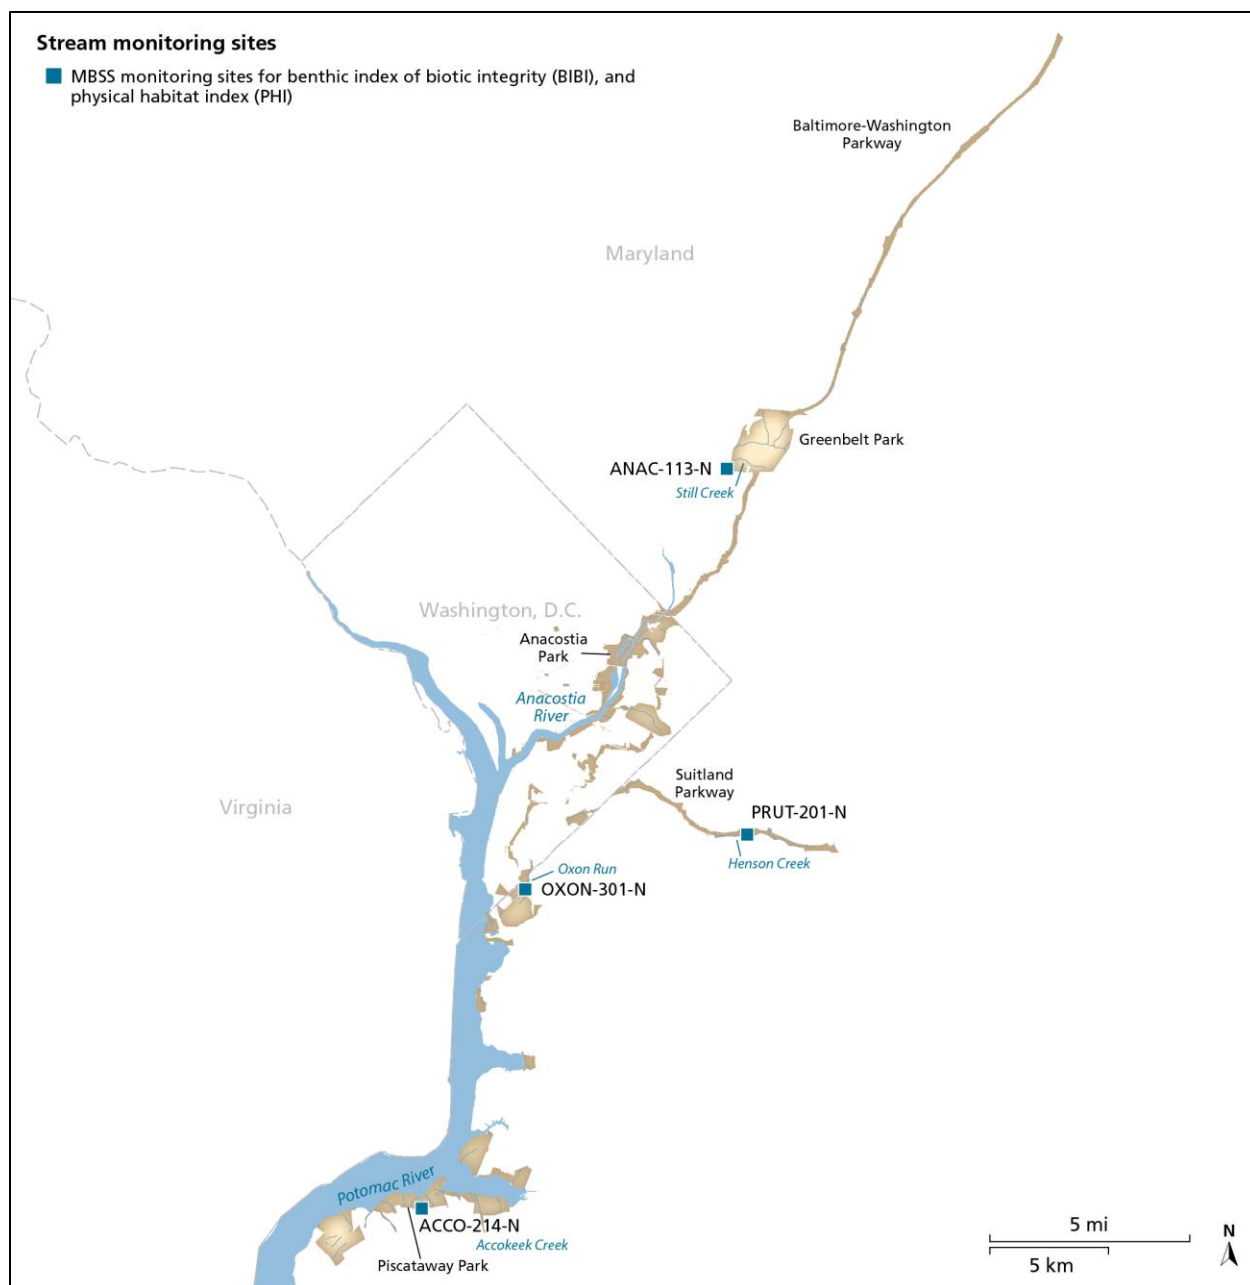 Stream monitoring sites
MBSS monitoring sites for benthic index of biotic integrity (BIBI), and
physical habitat index (PHI)
Baltimore-Washington
Parkway
Maryland
Greenbelt Park
ANAC-113-N
Still Creek
Washington, D.C.
Anacostia
Park
Anacostia
River
Suitland
Parkway
Virginia
PRUT-201-N
Henson Creek
Oxon Run
OXON-301-N
Potomac River
ACCO-214-N
Accokeek Creek
Piscataway Park
5 mi
5 km
N